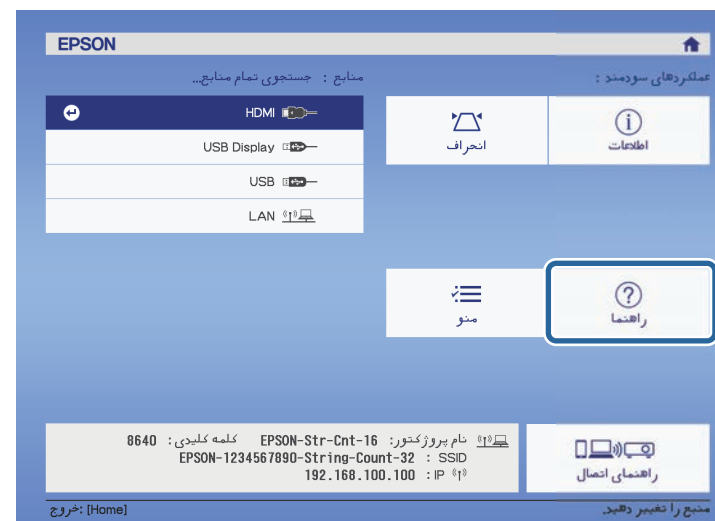 EPSON
عملکردهای سودمند :
منابع : جستجوی تمام منابع...
اطلاعات
انحراف
HDMI
USB Display
USB
LAN
راهنما
منو
نام پروژکتور: EPSON-Str-Cnt-16 کلمه کلیدی: 8640
SSID : EPSON-1234567890-String-Count-32
IP : 192.168.100.100
راهنمای اتصال
منبع را تغییر دهید.
[Home] :خروج